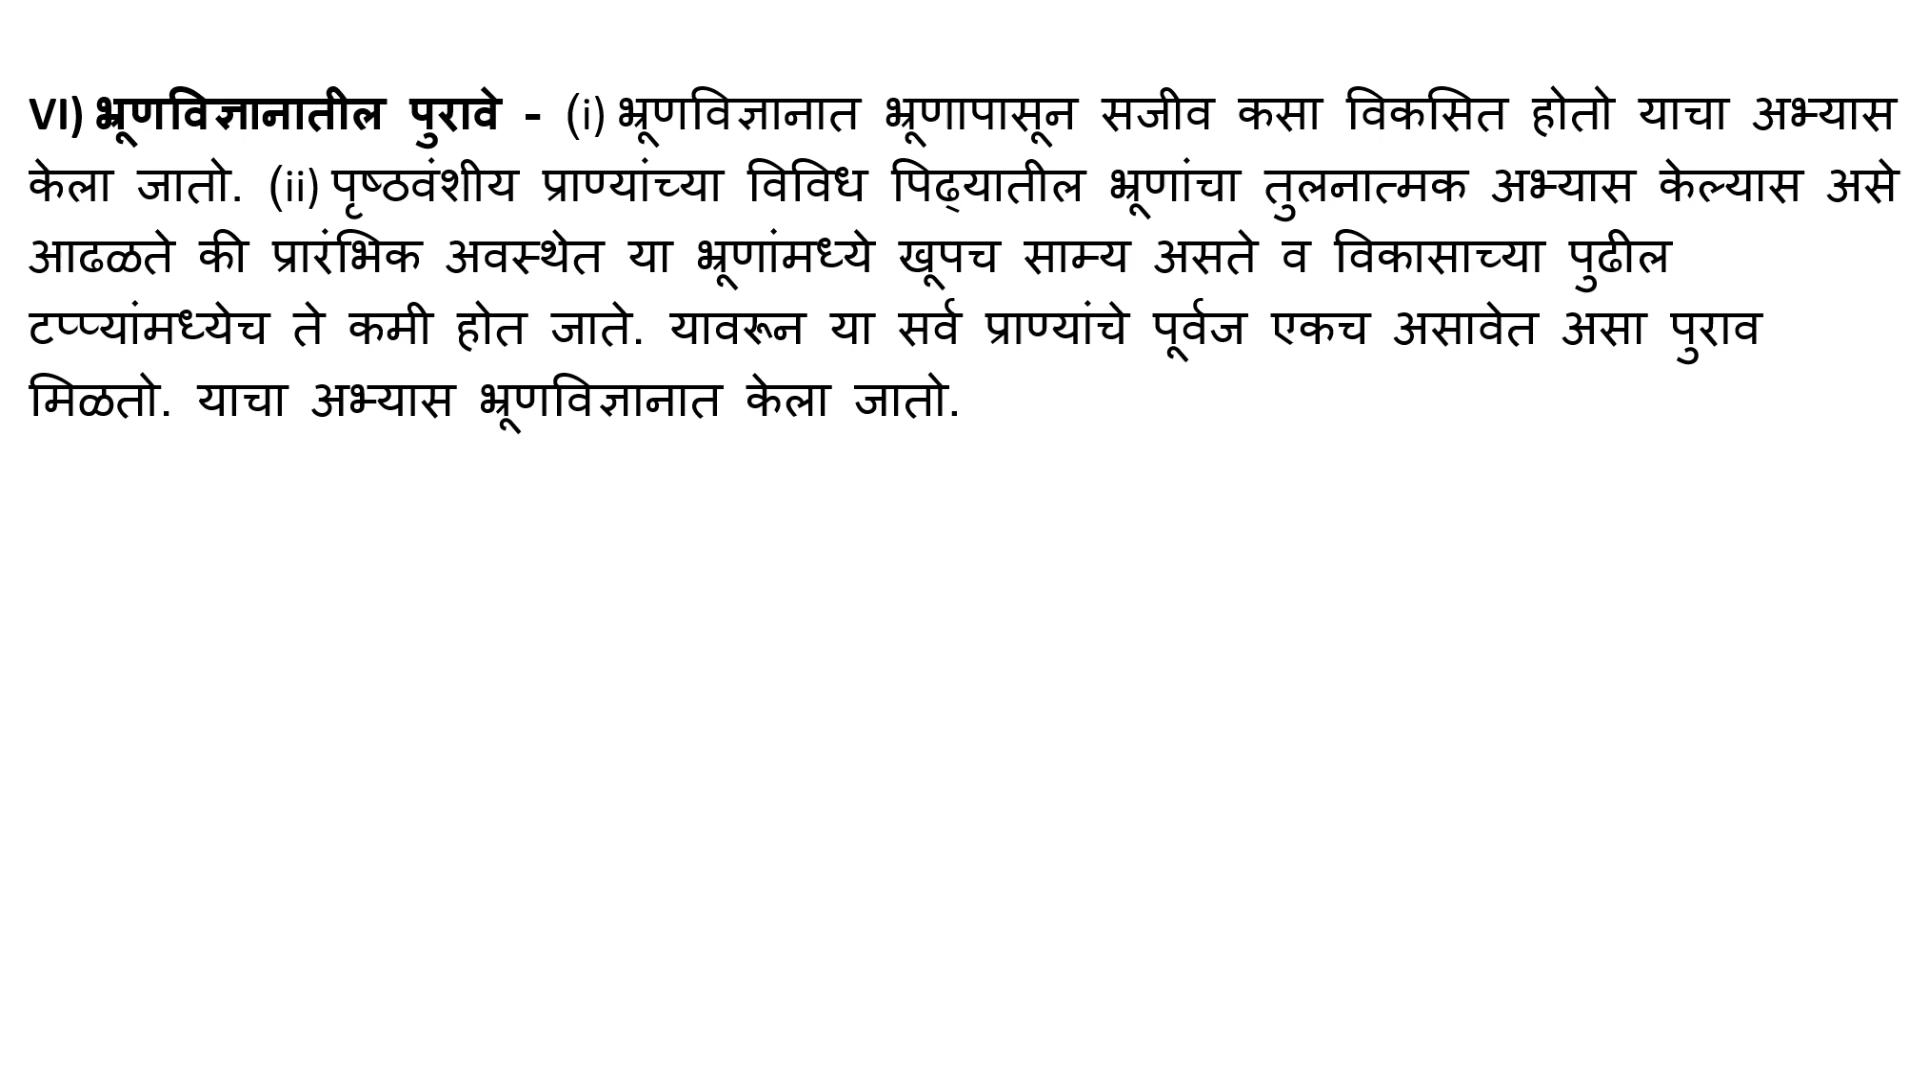 VI) भ्रूणविज्ञानातील पुरावे - (i) भ्रूणविज्ञानात भ्रूणापासून सजीव कसा विकसित होतो याचा अभ्यास
केला जातो. (ii) पृष्ठवंशीय प्राण्यांच्या विविध पिढ्यातील भ्रूणांचा तुलनात्मक अभ्यास केल्यास असे
आढळते की प्रारंभिक अवस्थेत या भ्रूणांमध्ये खूपच साम्य असते व विकासाच्या पुढील
टप्प्यांमध्येच ते कमी होत जाते. यावरून या सर्व प्राण्यांचे पूर्वज एकच असावेत असा पुराव
मिळतो. याचा अभ्यास भ्रूणविज्ञानात केला जातो.